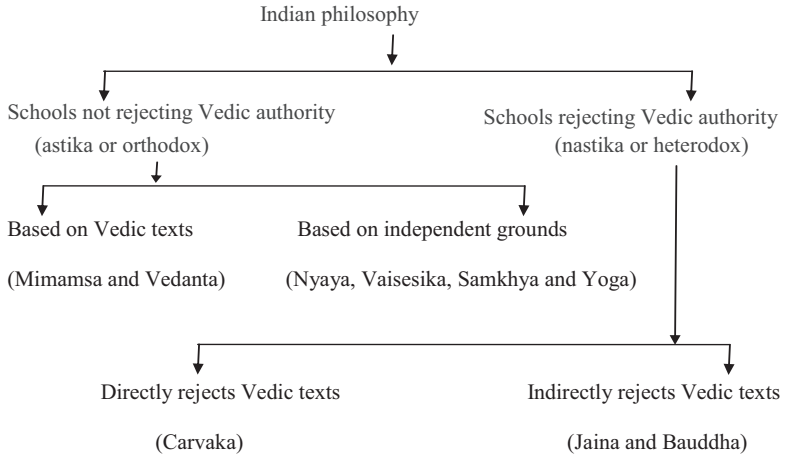 Indian philosophy
Schools not rejecting Vedic authority
(astika or orthodox)
Schools rejecting Vedic authority
(nastika or heterodox)
Based on Vedic texts
(Mimamsa and Vedanta)
Based on independent grounds
(Nyaya, Vaisesika, Samkhya and Yoga)
Directly rejects Vedic texts
(Carvaka)
Indirectly rejects Vedic texts
(Jaina and Bauddha)